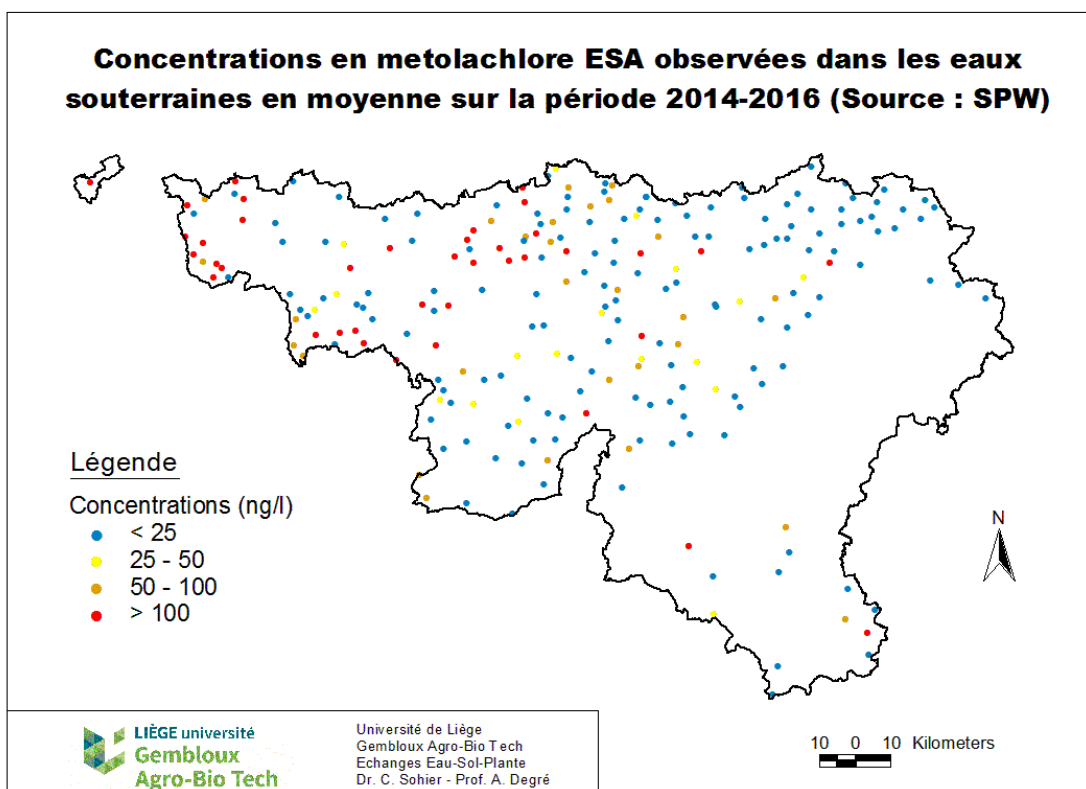 Concentrations en metolachlore ESA observées dans les eaux
souterraines en moyenne sur la période 2014-2016 (Source : SPW)
Légende
Concentrations (ng/l)
< 25
25 - 50
50 - 100
> 100
N
LIÈGE université
Gembloux
Agro-Bio Tech
Université de Liège
Gembloux Agro-Bio Tech
Echanges Eau-Sol-Plante
Dr. C. Sohier - Prof. A. Degré
10 0 10 Kilometers